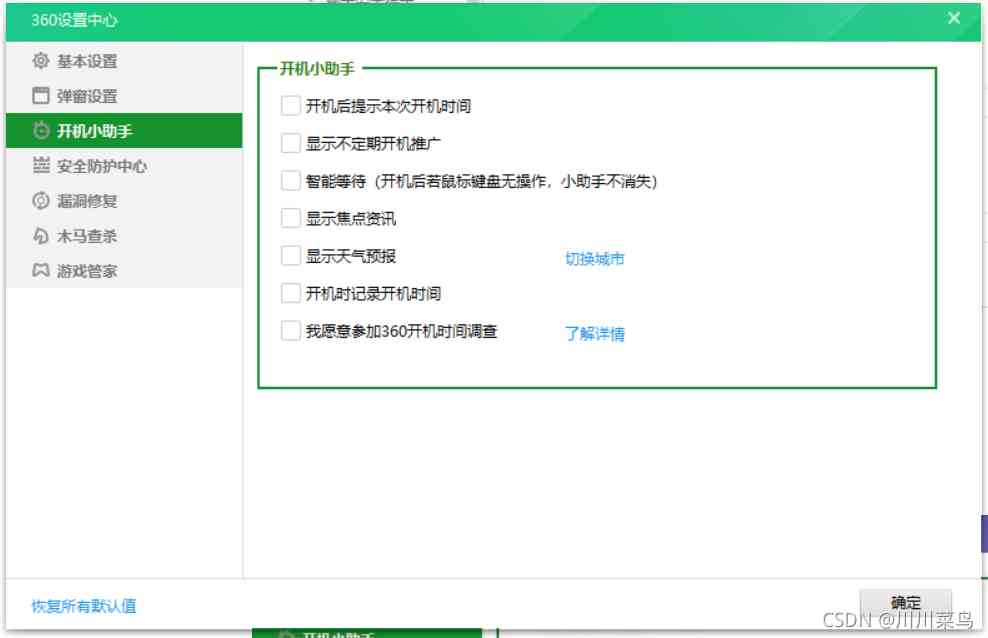 360设置中心
基本设置
弹窗设置
开机小助手
安全防护中心
漏洞修复
木马查杀
游戏管家
开机小助手
开机后提示本次开机时间
显示不定期开机推广
智能等待（开机后若鼠标键盘无操作，小助手不消失）
显示焦点资讯
显示天气预报 切换城市
开机时记录开机时间
我愿意参加360开机时间调查 了解详情
恢复所有默认值
确定
CSDN @川川菜鸟
开机小助手